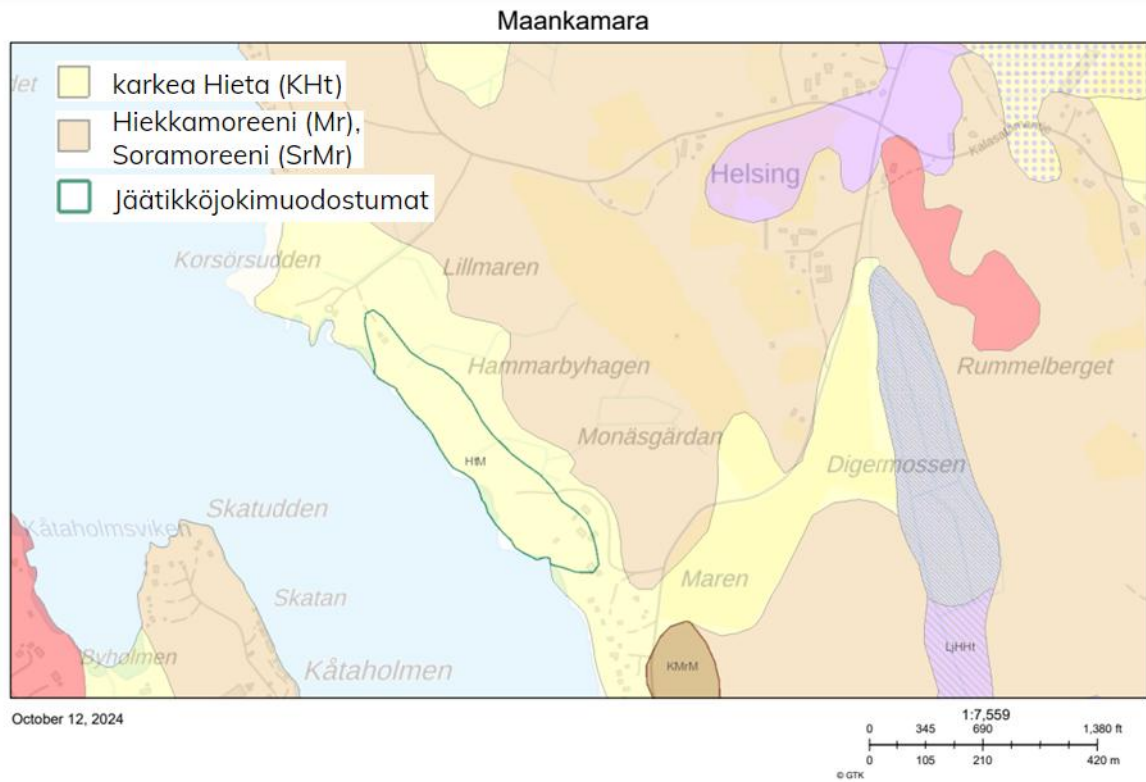 Maankamara
det
karkea Hieta (KHt)
Hiekkamoreeni (Mr),
Soramoreeni (SrMr)
Jäätikköjokimuodostumat
Helsing
Korsörsudden
Lillmaren
Hammarbyhagen
Rummelberget
Monäsgärdan
HtM
Digermossen
Skatudden
Kåtaholmsviken
Skatan
Maren
Byholmen
Kåtaholmen
KMrM
LjHHt
October 12, 2024
1:7,559
0 345 690 1,380 ft
0 105 210 420 m
© GTK